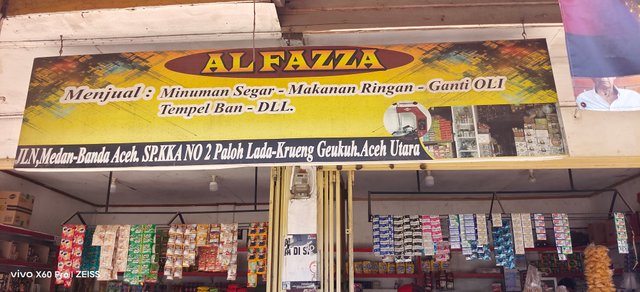 AL FAZZA
Menjual : Minuman Segar - Makanan Ringan - Ganti OLI
Tempel Ban - DLL.
JLN,Medan-Banda Aceh. SP.KKA NO 2 Paloh Lada-Krueng Geukuh.Aceh Utara
vivo X60 Pro | ZEISS